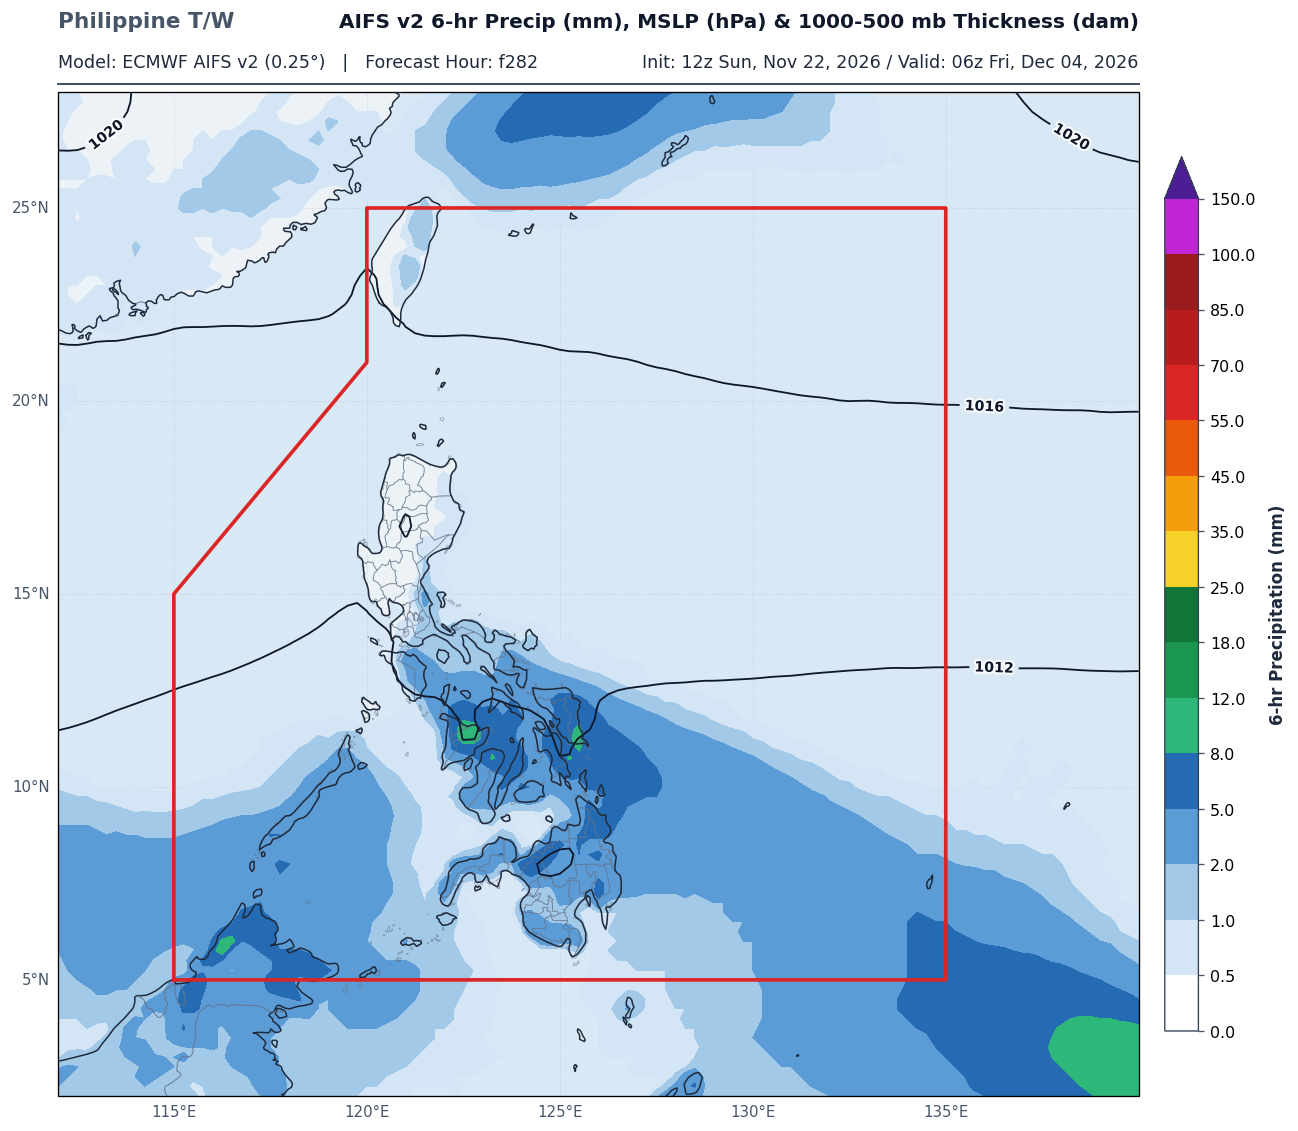 Philippine T/W
AIFS v2 6-hr Precip (mm), MSLP (hPa) & 1000-500 mb Thickness (dam)
Model: ECMWF AIFS v2 (0.25°) | Forecast Hour: f282
Init: 12z Sun, Nov 22, 2026 / Valid: 06z Fri, Dec 04, 2026
1020
1020
1016
1012
25°N
20°N
15°N
10°N
5°N
115°E
120°E
125°E
130°E
135°E
150.0
100.0
85.0
70.0
55.0
45.0
35.0
25.0
18.0
12.0
8.0
5.0
2.0
1.0
0.5
0.0
6-hr Precipitation (mm)